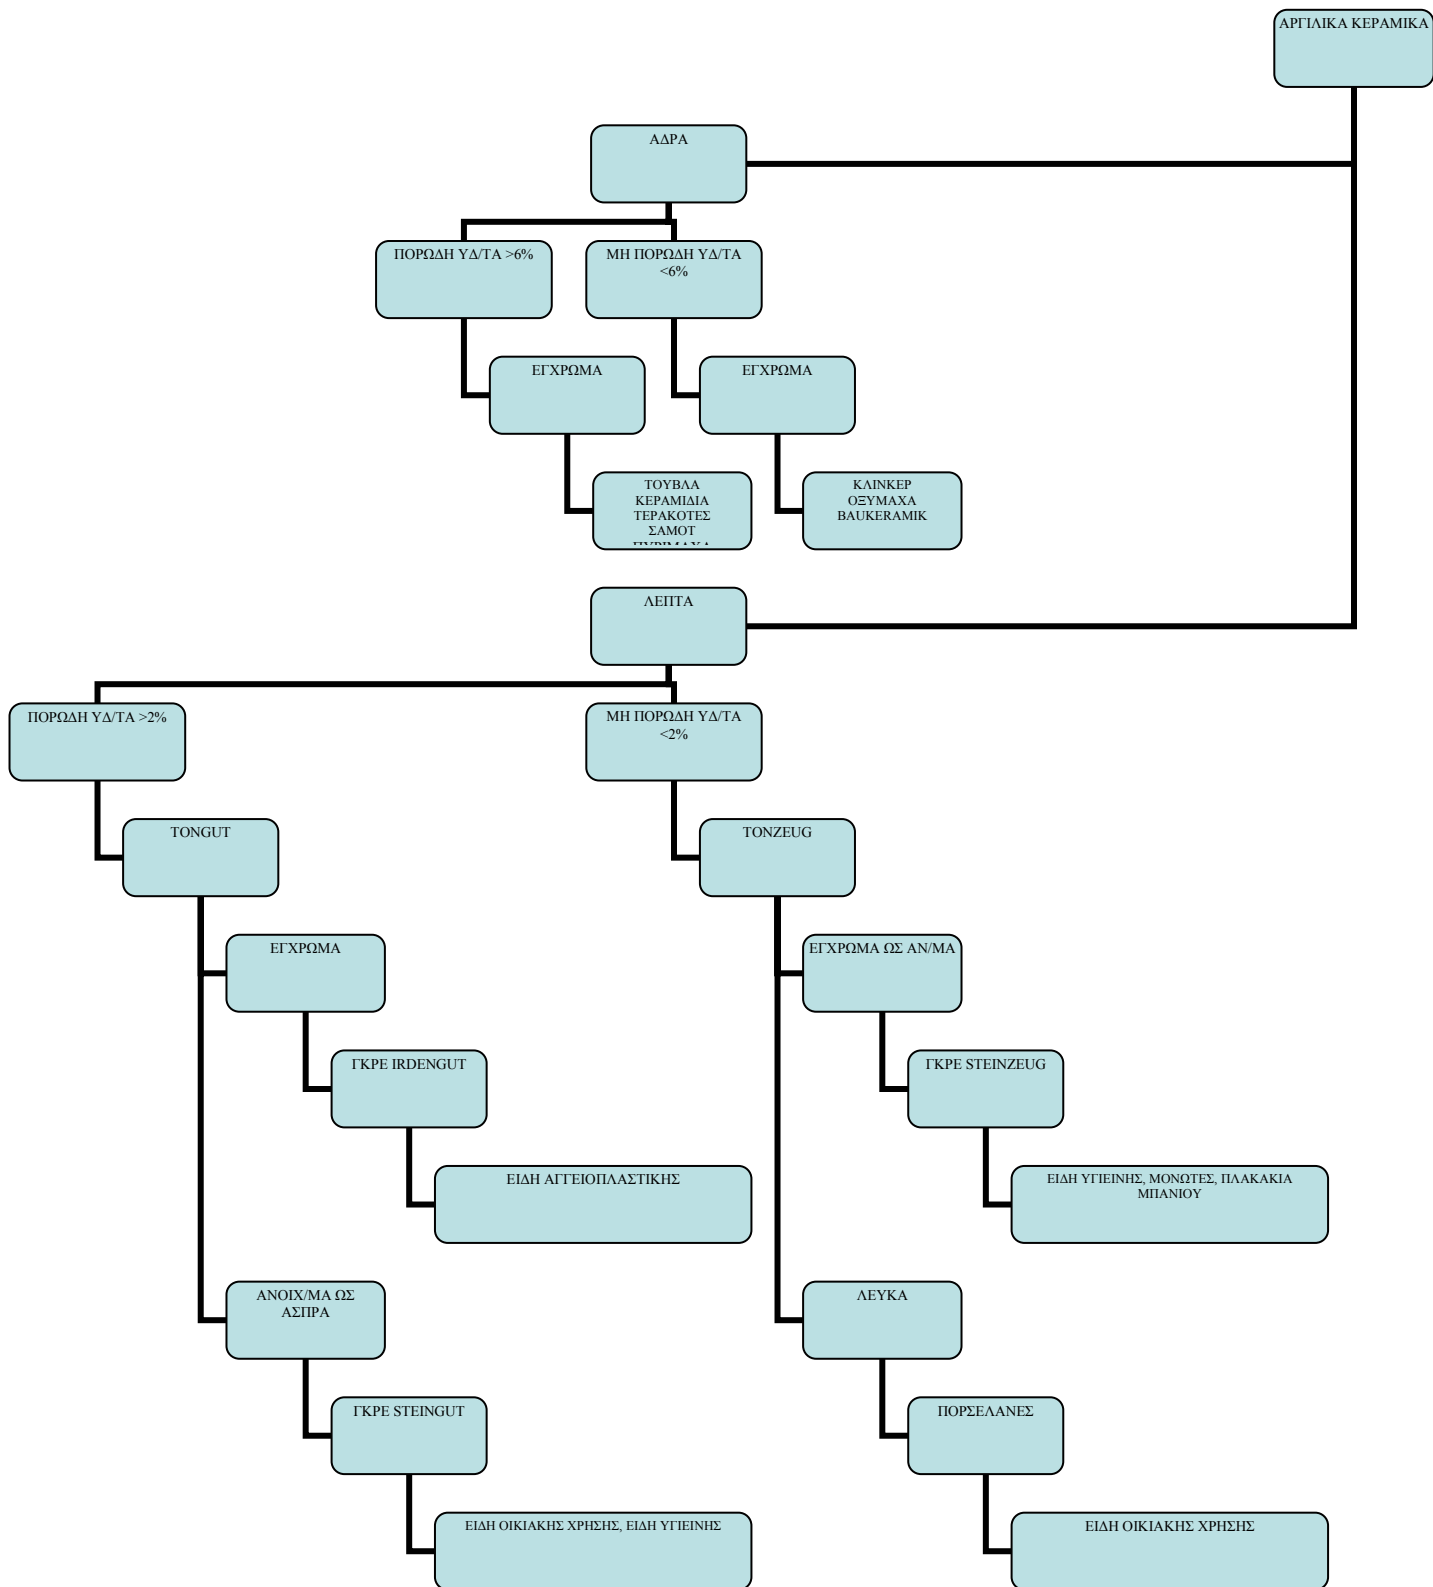 ΑΡΓΙΛΙΚΑ ΚΕΡΑΜΙΚΑ
ΑΔΡΑ
ΠΟΡΩΔΗ ΥΔ/ΤΑ >6%
ΜΗ ΠΟΡΩΔΗ ΥΔ/ΤΑ
<6%
ΕΓΧΡΩΜΑ
ΕΓΧΡΩΜΑ
ΤΟΥΒΛΑ
ΚΕΡΑΜΙΔΙΑ
ΤΕΡΑΚΟΤΕΣ
ΣΑΜΟΤ
ΚΛΙΝΚΕΡ
ΟΞΥΜΑΧΑ
BAUKERAMIK
ΛΕΠΤΑ
ΠΟΡΩΔΗ ΥΔ/ΤΑ >2%
ΜΗ ΠΟΡΩΔΗ ΥΔ/ΤΑ
<2%
TONGUT
TONZEUG
ΕΓΧΡΩΜΑ
ΕΓΧΡΩΜΑ ΩΣ ΑΝ/ΜΑ
ΓΚΡΕ IRDENGUT
ΓΚΡΕ STEINZEUG
ΕΙΔΗ ΑΓΓΕΙΟΠΛΑΣΤΙΚΗΣ
ΕΙΔΗ ΥΓΙΕΙΝΗΣ, ΜΟΝΩΤΕΣ, ΠΛΑΚΑΚΙΑ
ΜΠΑΝΙΟΥ
ΑΝΟΙΧ/ΜΑ ΩΣ
ΑΣΠΡΑ
ΛΕΥΚΑ
ΓΚΡΕ STEINGUT
ΠΟΡΣΕΛΑΝΕΣ
ΕΙΔΗ ΟΙΚΙΑΚΗΣ ΧΡΗΣΗΣ, ΕΙΔΗ ΥΓΙΕΙΝΗΣ
ΕΙΔΗ ΟΙΚΙΑΚΗΣ ΧΡΗΣΗΣ